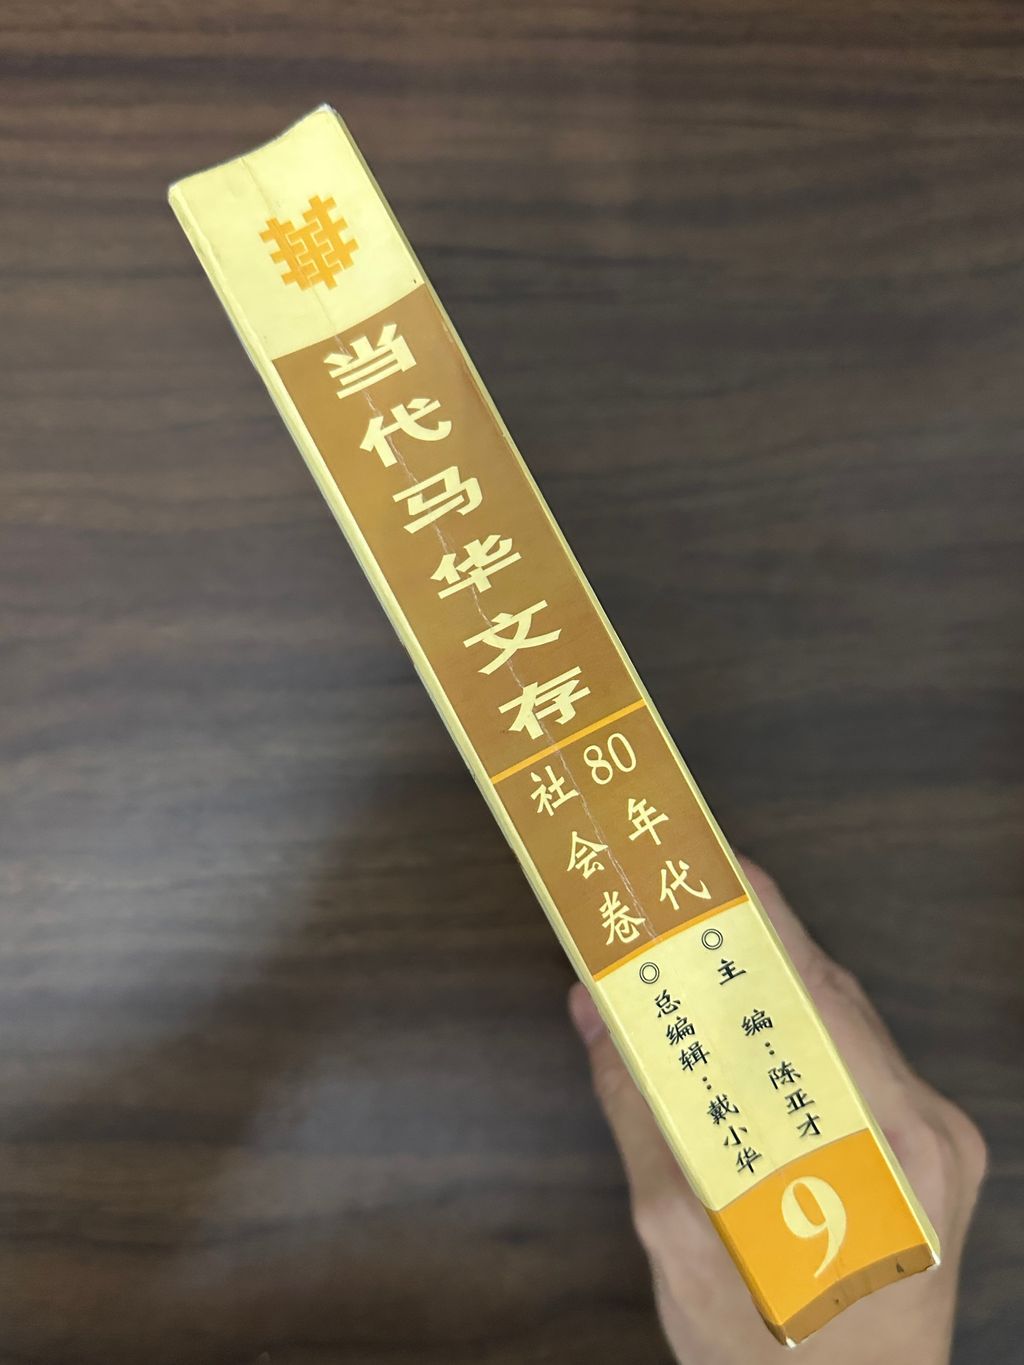 華
当代马华文存
80年代
社会卷
◎主 编：陈亚才
◎总编辑：戴小华
9